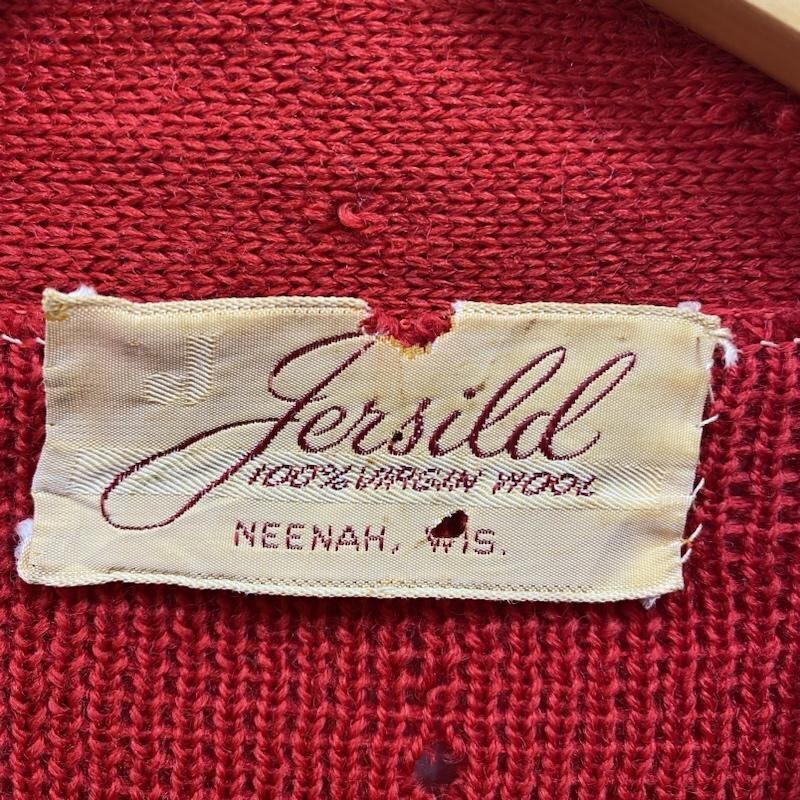 Jersild
100% VIRGIN WOOL
NEENAH, WIS.